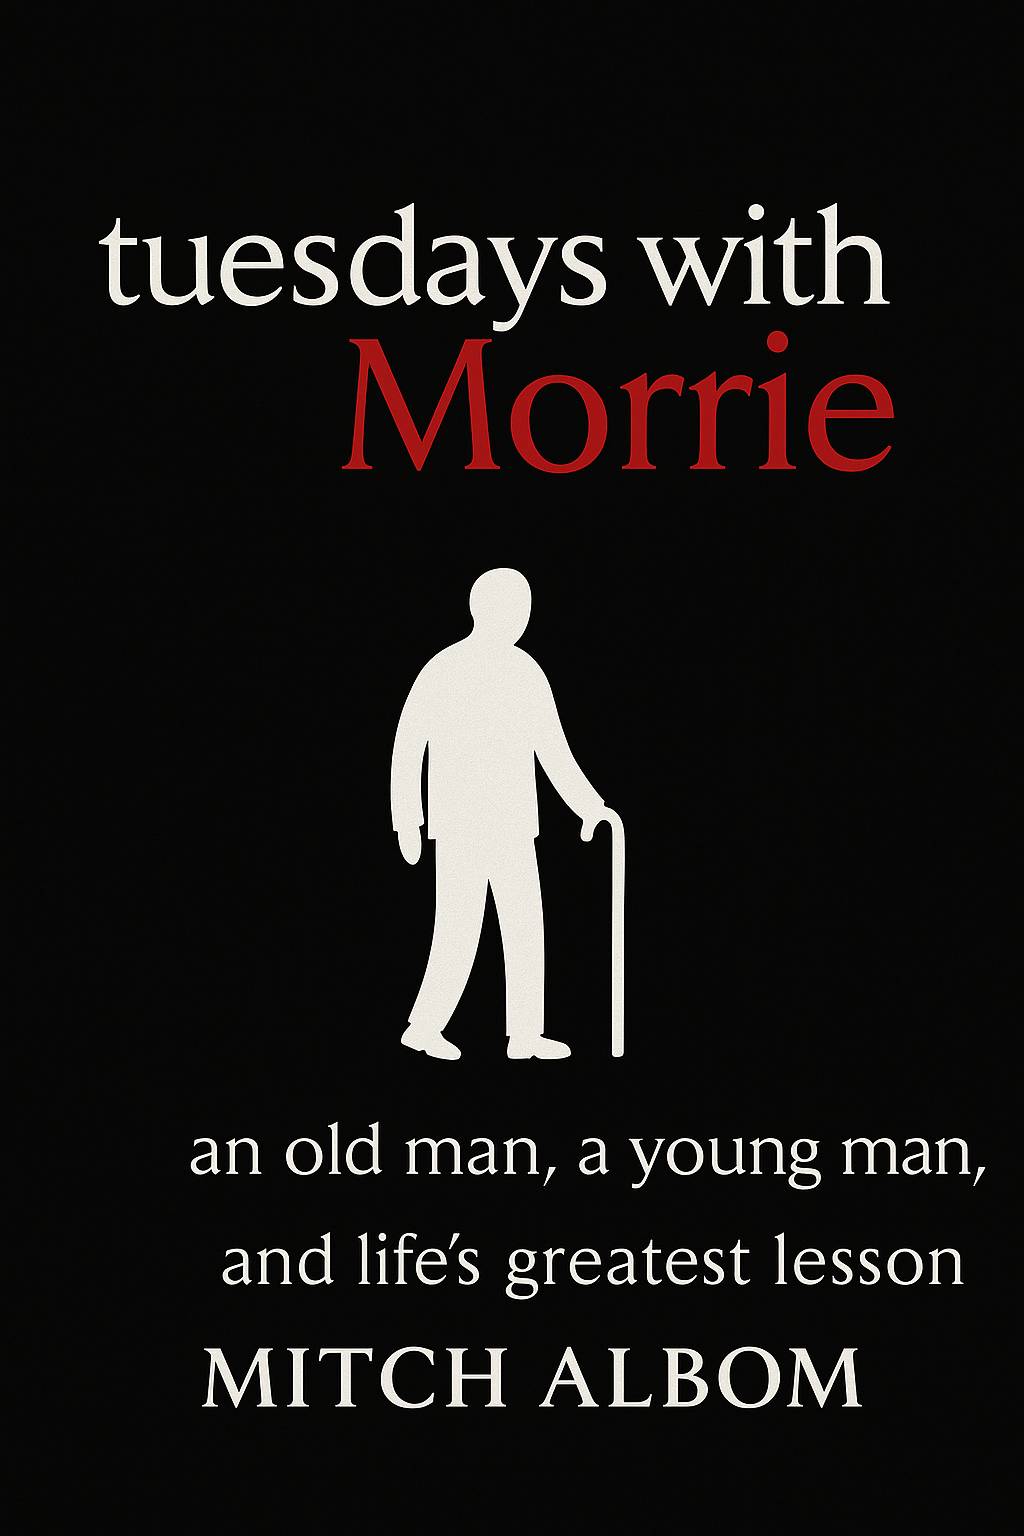 tuesdays with
Morrie
an old man, a young man,
and life’s greatest lesson
MITCH ALBOM